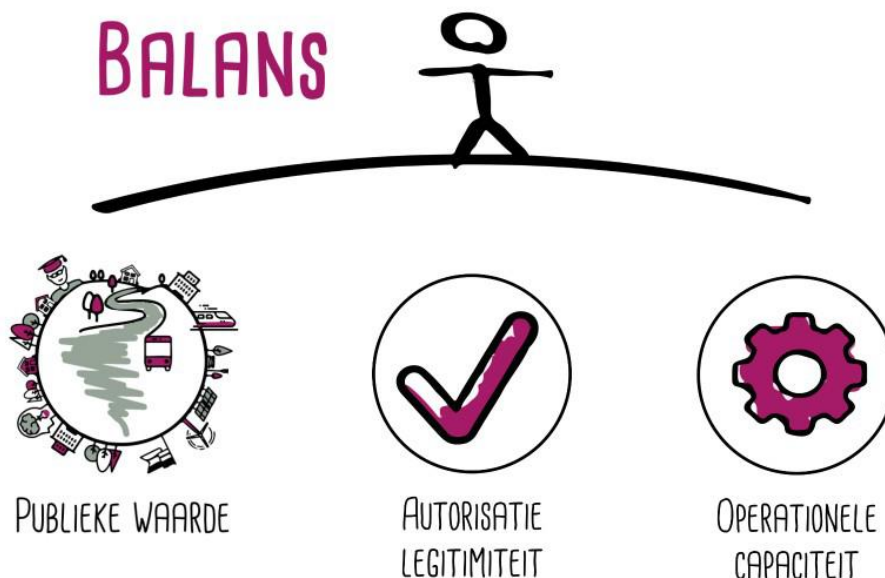 BALANS
PUBLIEKE WAARDE
AUTORISATIE
LEGITIMITEIT
OPERATIONELE
CAPACITEIT